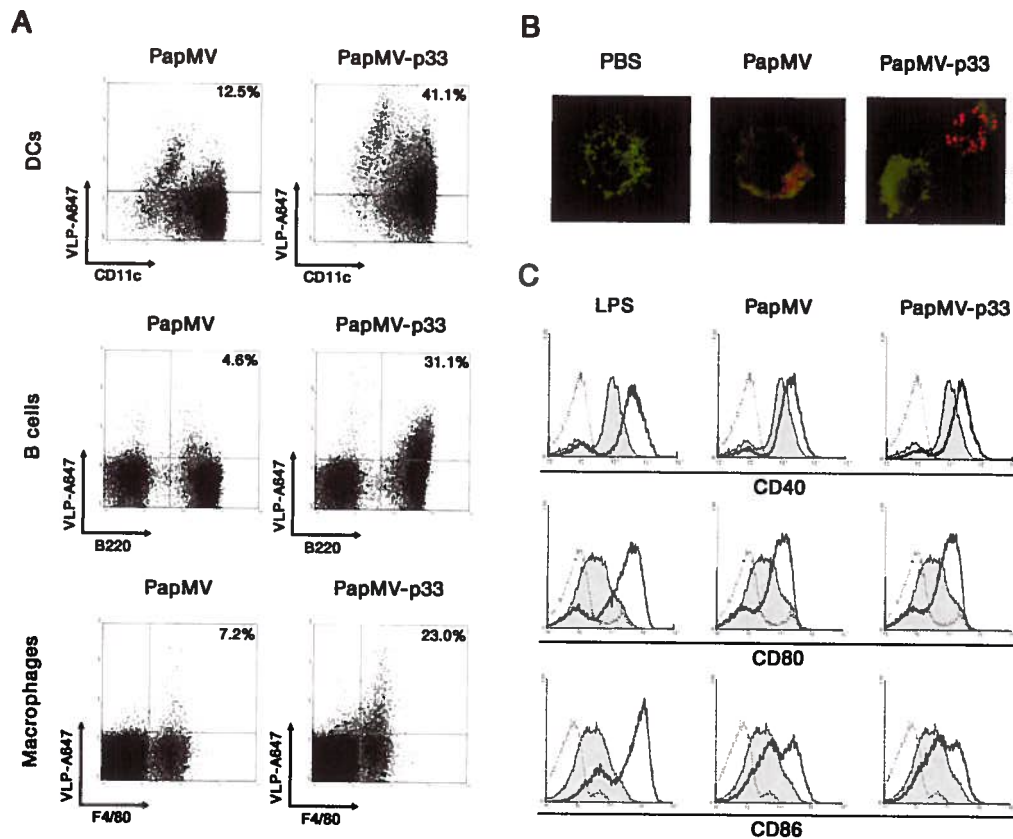 A
PapMV
PapMV-p33
DCs
12.5%
41.1%
VLP-A647
CD11c
VLP-A647
CD11c
PapMV
PapMV-p33
B cells
4.6%
31.1%
VLP-A647
B220
VLP-A647
B220
PapMV
PapMV-p33
Macrophages
7.2%
23.0%
VLP-A647
F4/80
VLP-A647
F4/80
B
PBS
PapMV
PapMV-p33
C
LPS
PapMV
PapMV-p33
CD40
CD80
CD86